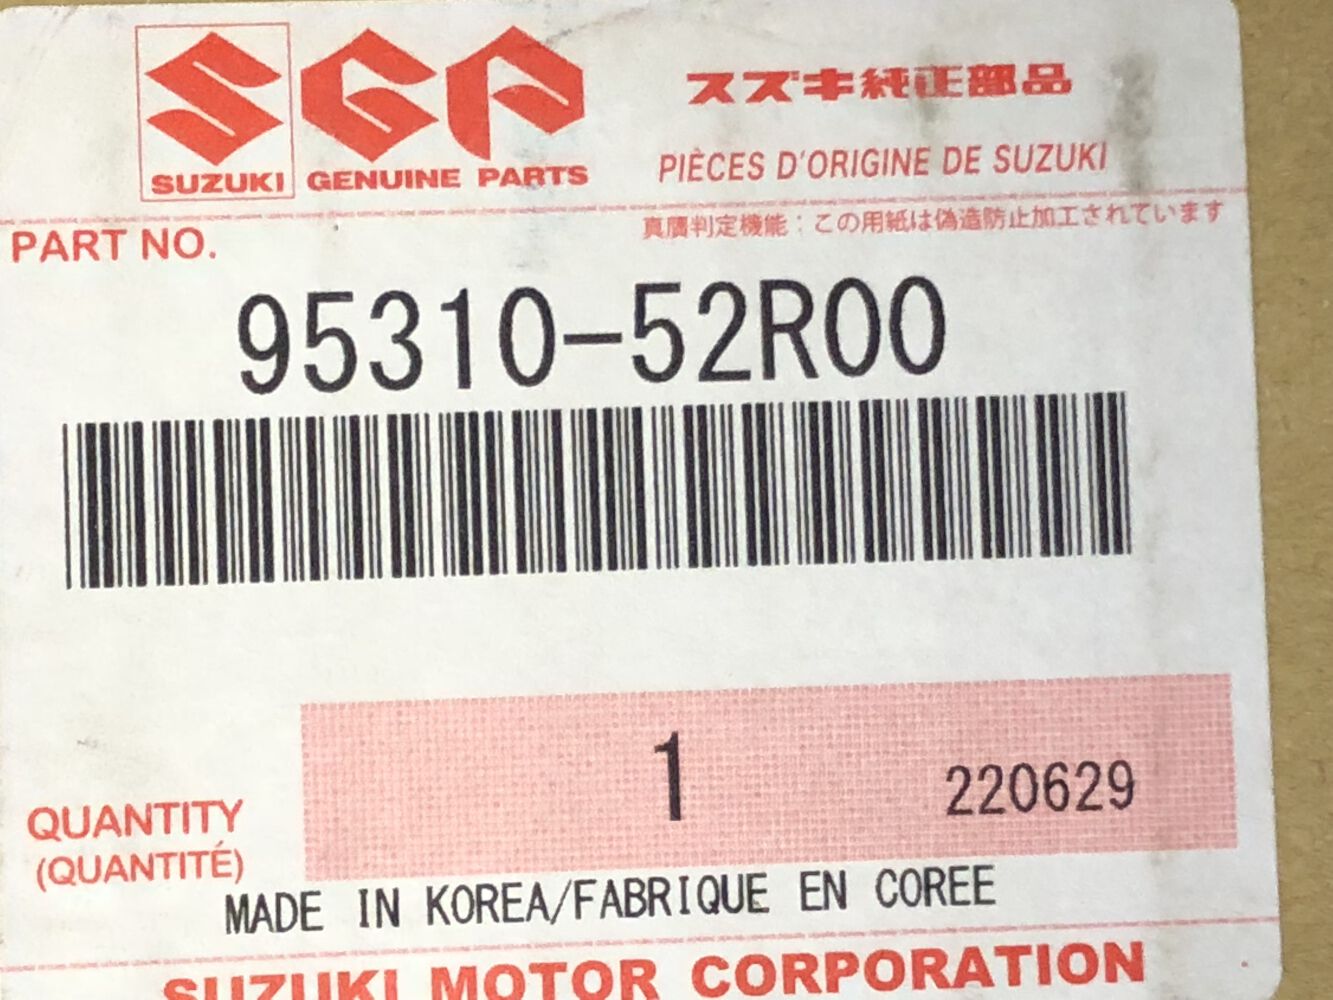 SGP
SUZUKI GENUINE PARTS
スズキ純正部品
PIÈCES D'ORIGINE DE SUZUKI
真贋判定機能:この用紙は偽造防止加工されています
PART NO.
95310-52R00
1
220629
QUANTITY
(QUANTITÉ)
MADE IN KOREA/FABRIQUE EN COREE
SUZUKI MOTOR CORPORATION